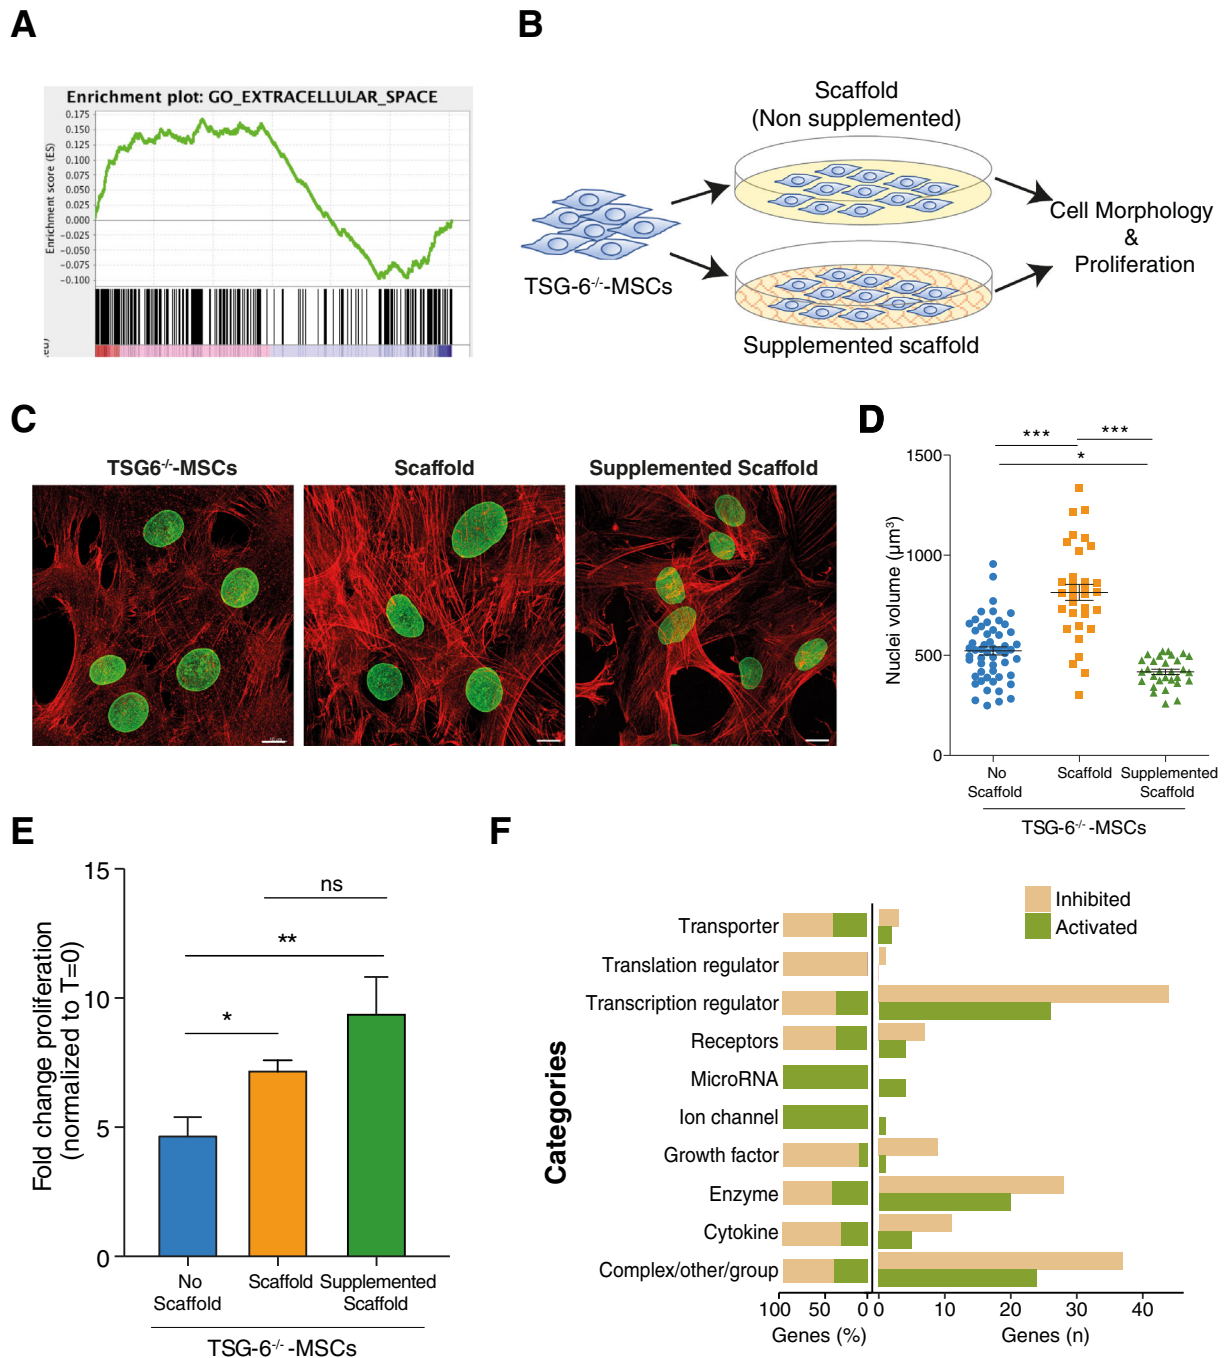 A
Enrichment plot: GO_EXTRACELLULAR_SPACE
Enrichment score (ES)
0.175
0.150
0.125
0.100
0.075
0.050
0.025
0.000
−0.025
−0.050
−0.075
−0.100
B
Scaffold
(Non supplemented)
TSG-6-/--MSCs
Cell Morphology
&
Proliferation
Supplemented scaffold
C
TSG6-/--MSCs
Scaffold
Supplemented Scaffold
D
***
***
*
Nuclei volume (µm³)
1500
1000
500
0
No
Scaffold
Scaffold
Supplemented
Scaffold
TSG-6-/--MSCs
E
Fold change proliferation
(normalized to T=0)
15
10
5
0
ns
**
*
No
Scaffold
Scaffold
Supplemented
Scaffold
TSG-6-/- -MSCs
F
Inhibited
Activated
Categories
Transporter
Translation regulator
Transcription regulator
Receptors
MicroRNA
Ion channel
Growth factor
Enzyme
Cytokine
Complex/other/group
100 50 0 0 10 20 30 40
Genes (%)
Genes (n)